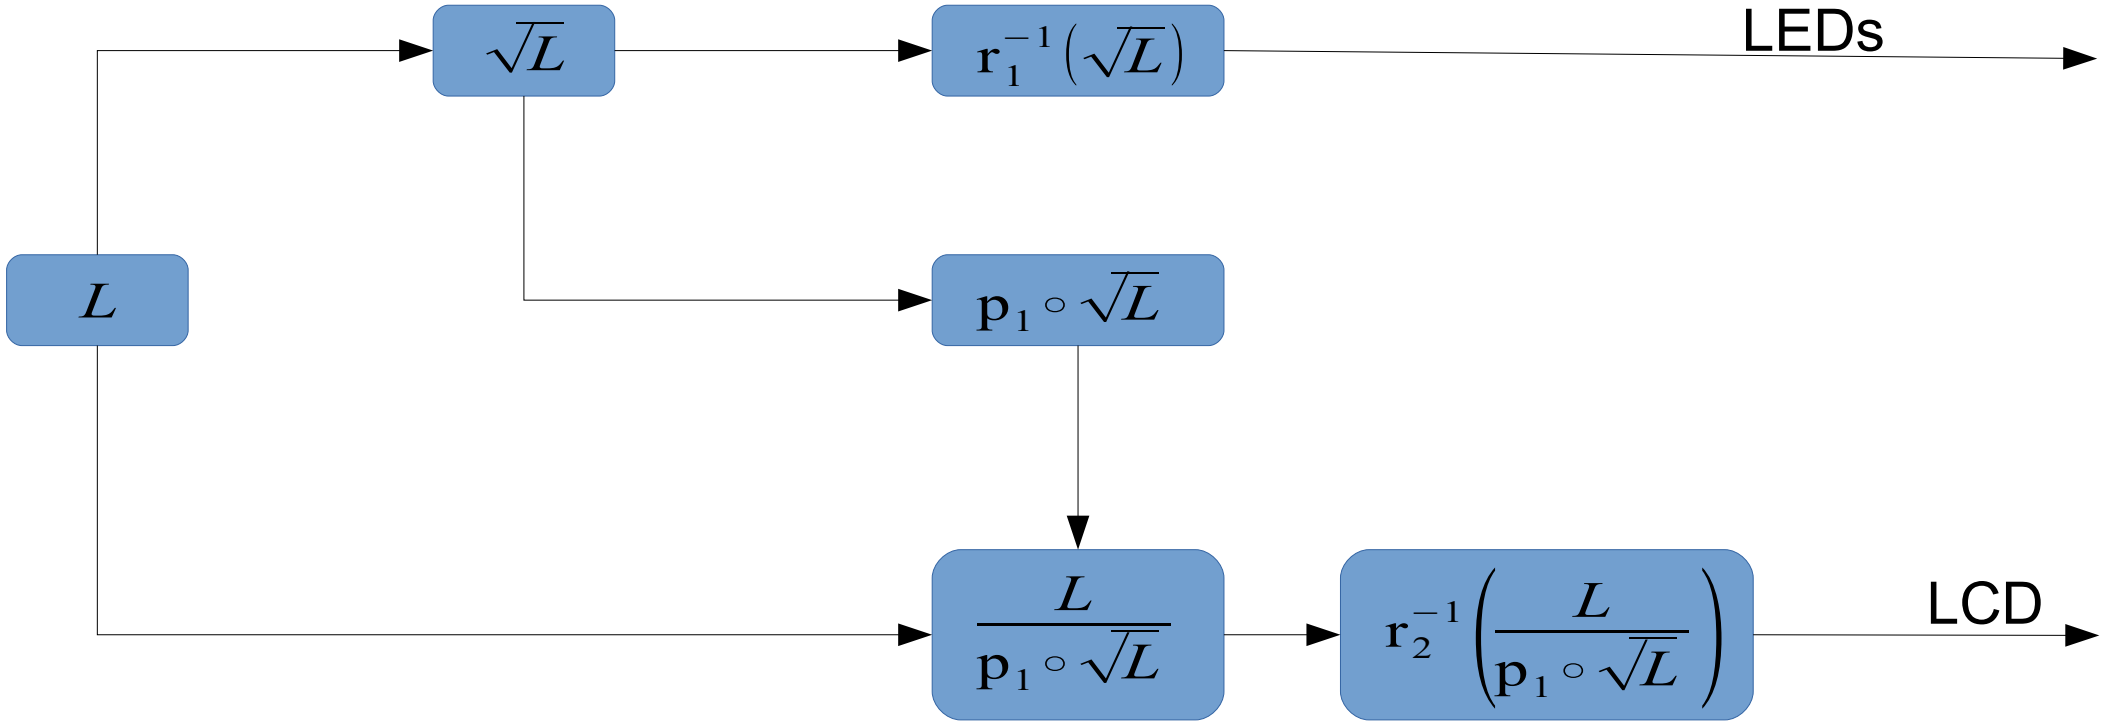 √L
r₁⁻¹(√L)
LEDs
L
p₁∘√L
L/(p₁∘√L)
r₂⁻¹(L/(p₁∘√L))
LCD